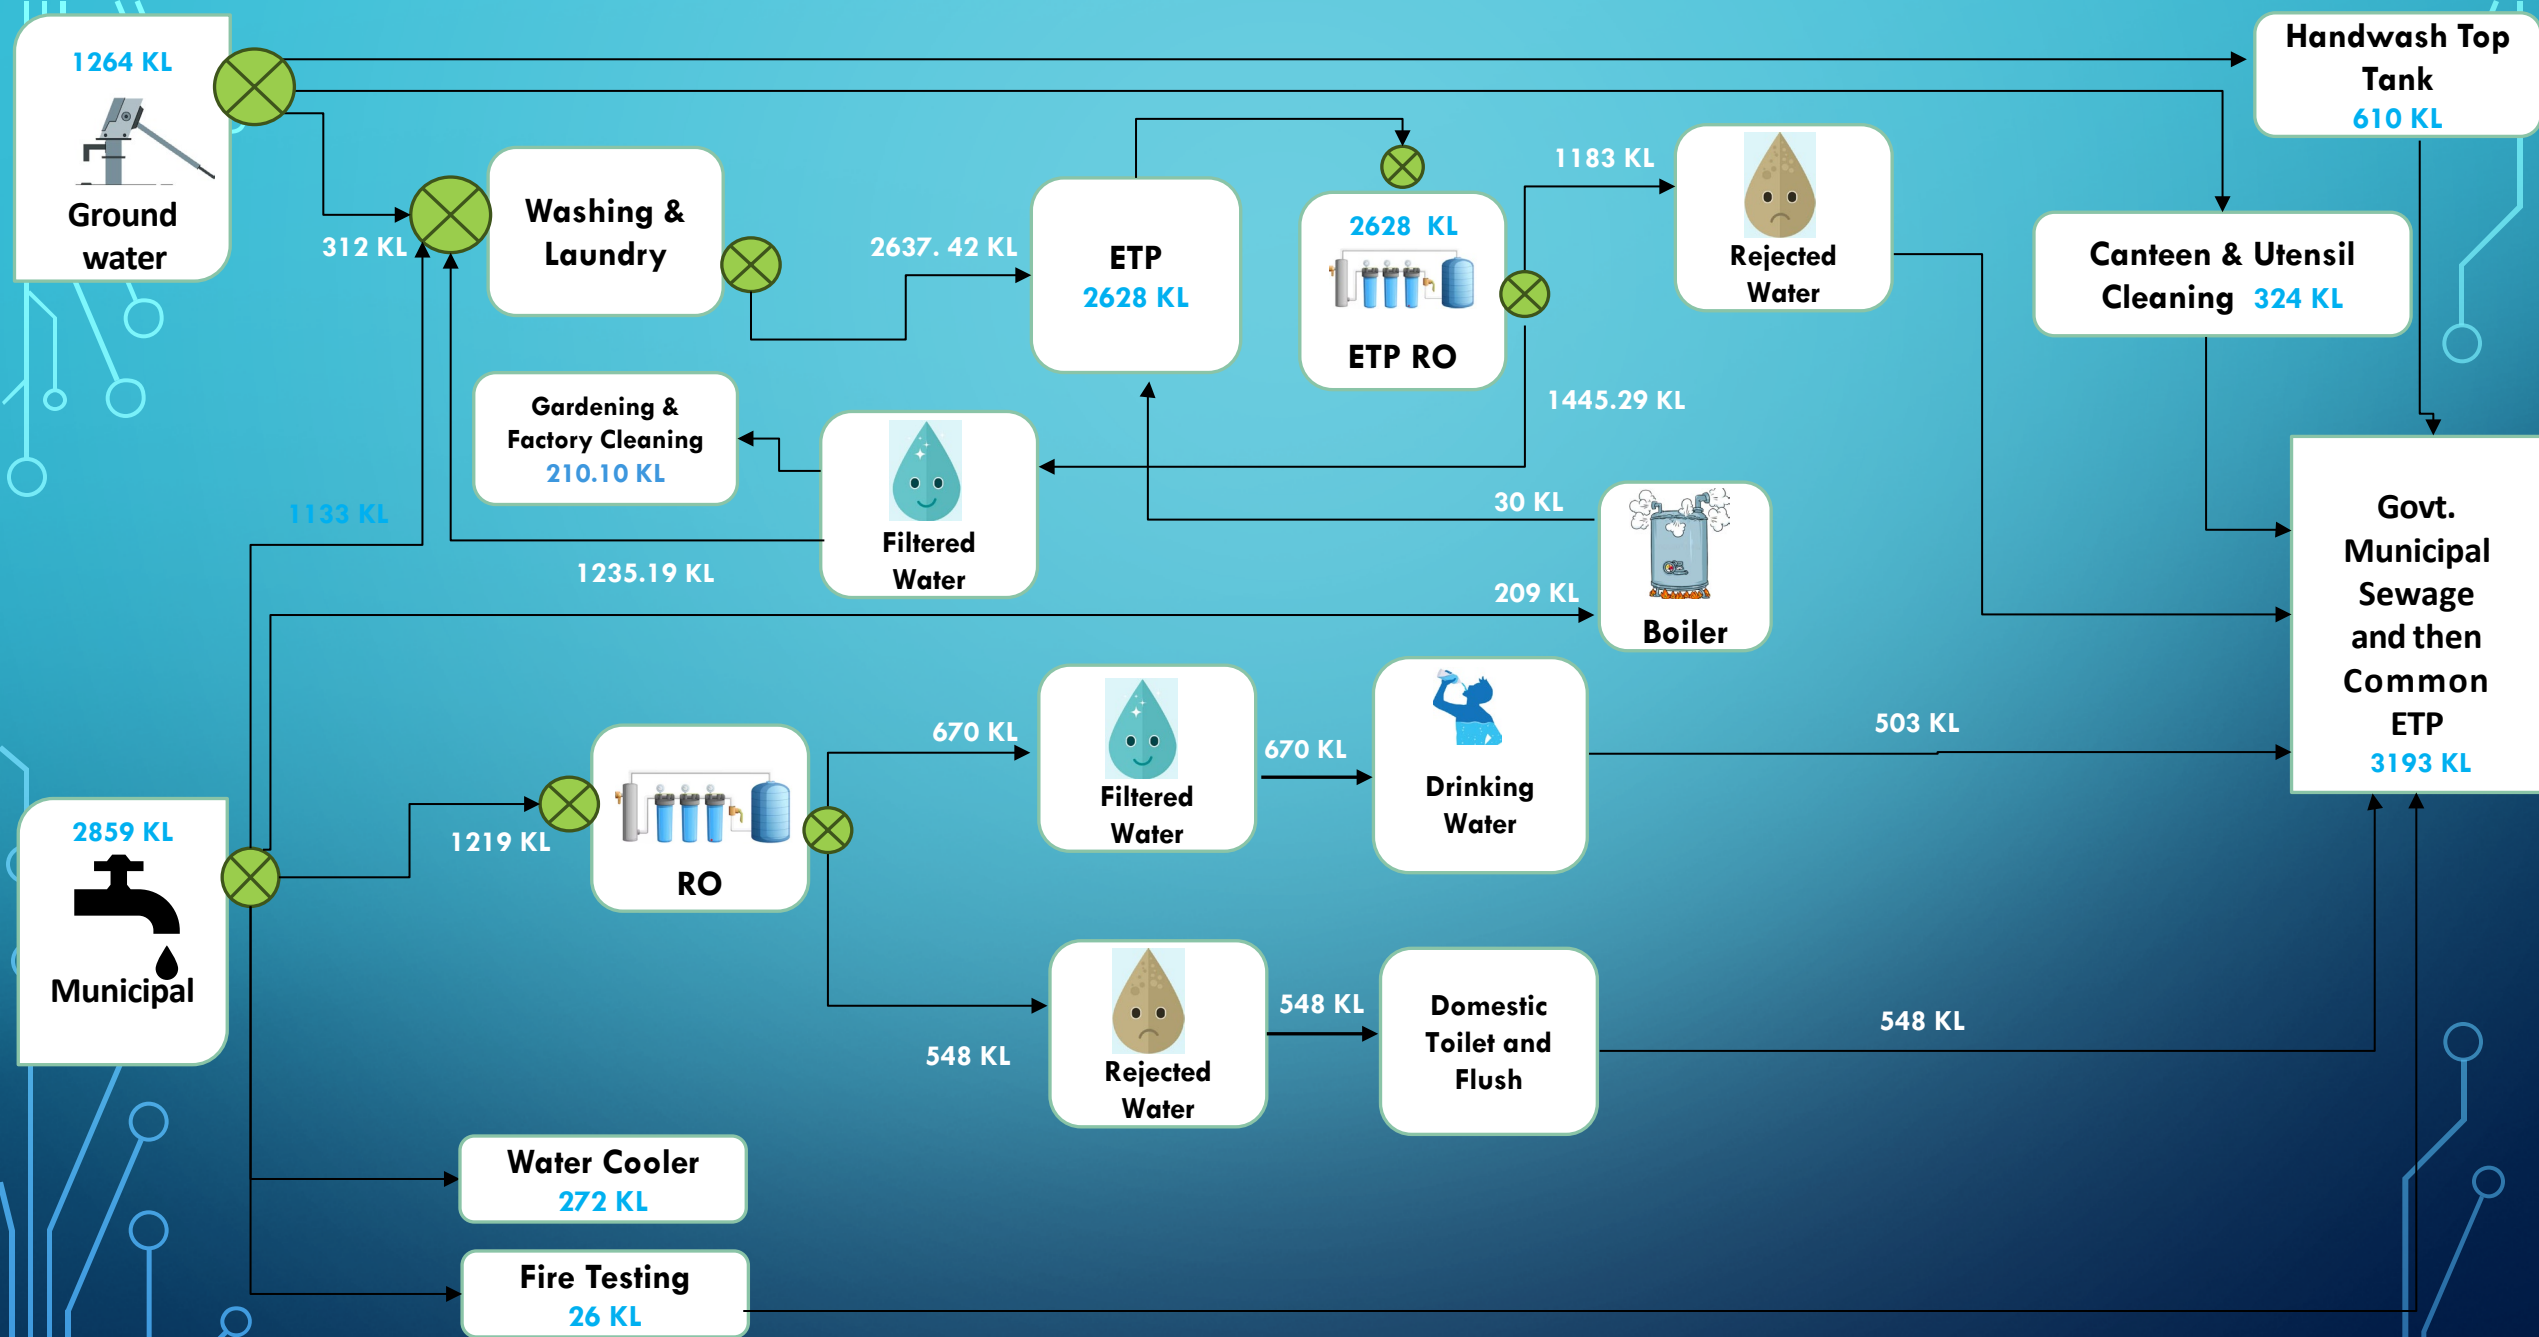 1264 KL
Ground
water
312 KL
Washing &
Laundry
2637. 42 KL
ETP
2628 KL
2628 KL
ETP RO
1183 KL
Rejected
Water
Handwash Top
Tank
610 KL
Canteen & Utensil
Cleaning 324 KL
1445.29 KL
Gardening &
Factory Cleaning
210.10 KL
Filtered
Water
1133 KL
1235.19 KL
30 KL
209 KL
Boiler
Govt.
Municipal
Sewage
and then
Common
ETP
3193 KL
2859 KL
Municipal
1219 KL
RO
670 KL
Filtered
Water
670 KL
Drinking
Water
503 KL
548 KL
Rejected
Water
548 KL
Domestic
Toilet and
Flush
548 KL
Water Cooler
272 KL
Fire Testing
26 KL